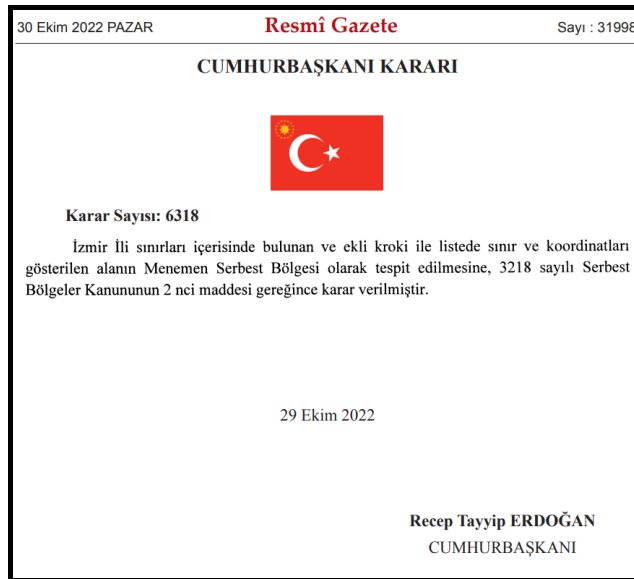 30 Ekim 2022 PAZAR Resmî Gazete Sayı : 31998
CUMHURBAŞKANI KARARI
Karar Sayısı: 6318
İzmir İli sınırları içerisinde bulunan ve ekli kroki ile listede sınır ve koordinatları
gösterilen alanın Menemen Serbest Bölgesi olarak tespit edilmesine, 3218 sayılı Serbest
Bölgeler Kanununun 2 nci maddesi gereğince karar verilmiştir.
29 Ekim 2022
Recep Tayyip ERDOĞAN
CUMHURBAŞKANI